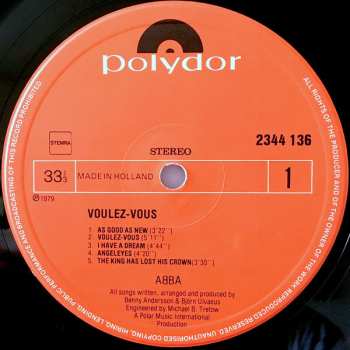 polydor
STEMRA
STEREO
2344 136
33⅓
MADE IN HOLLAND
1
℗ 1979
VOULEZ-VOUS
1. AS GOOD AS NEW (3'22'')
2. VOULEZ-VOUS (5'11'')
3. I HAVE A DREAM (4'44'')
4. ANGELEYES (4'20'')
5. THE KING HAS LOST HIS CROWN (3'30'')
ABBA
All songs written, arranged and produced by
Benny Andersson & Björn Ulvaeus
Engineered by Michael B. Tretow
A Polar Music International
Production
ALL RIGHTS OF THE PRODUCER AND OF THE OWNER OF THE WORK REPRODUCED RESERVED. UNAUTHORISED COPYING, HIRING, LENDING, PUBLIC PERFORMANCE AND BROADCASTING OF THIS RECORD PROHIBITED